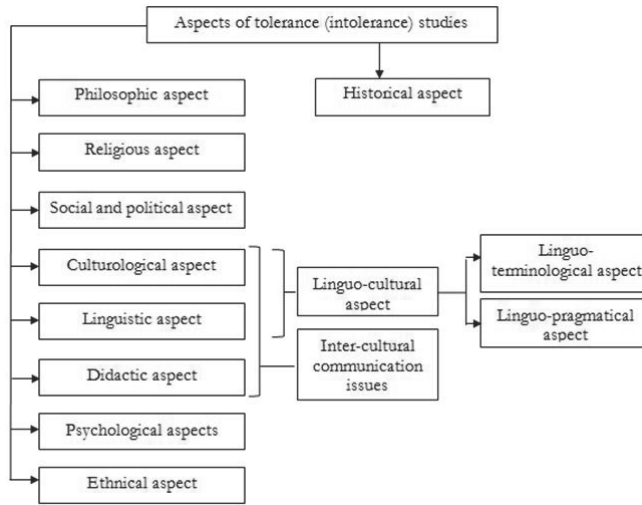 Aspects of tolerance (intolerance) studies
Philosophic aspect
Historical aspect
Religious aspect
Social and political aspect
Culturological aspect
Linguistic aspect
Didactic aspect
Psychological aspects
Ethnical aspect
Linguo-cultural
aspect
Inter-cultural
communication
issues
Linguo-
terminological aspect
Linguo-pragmatical
aspect